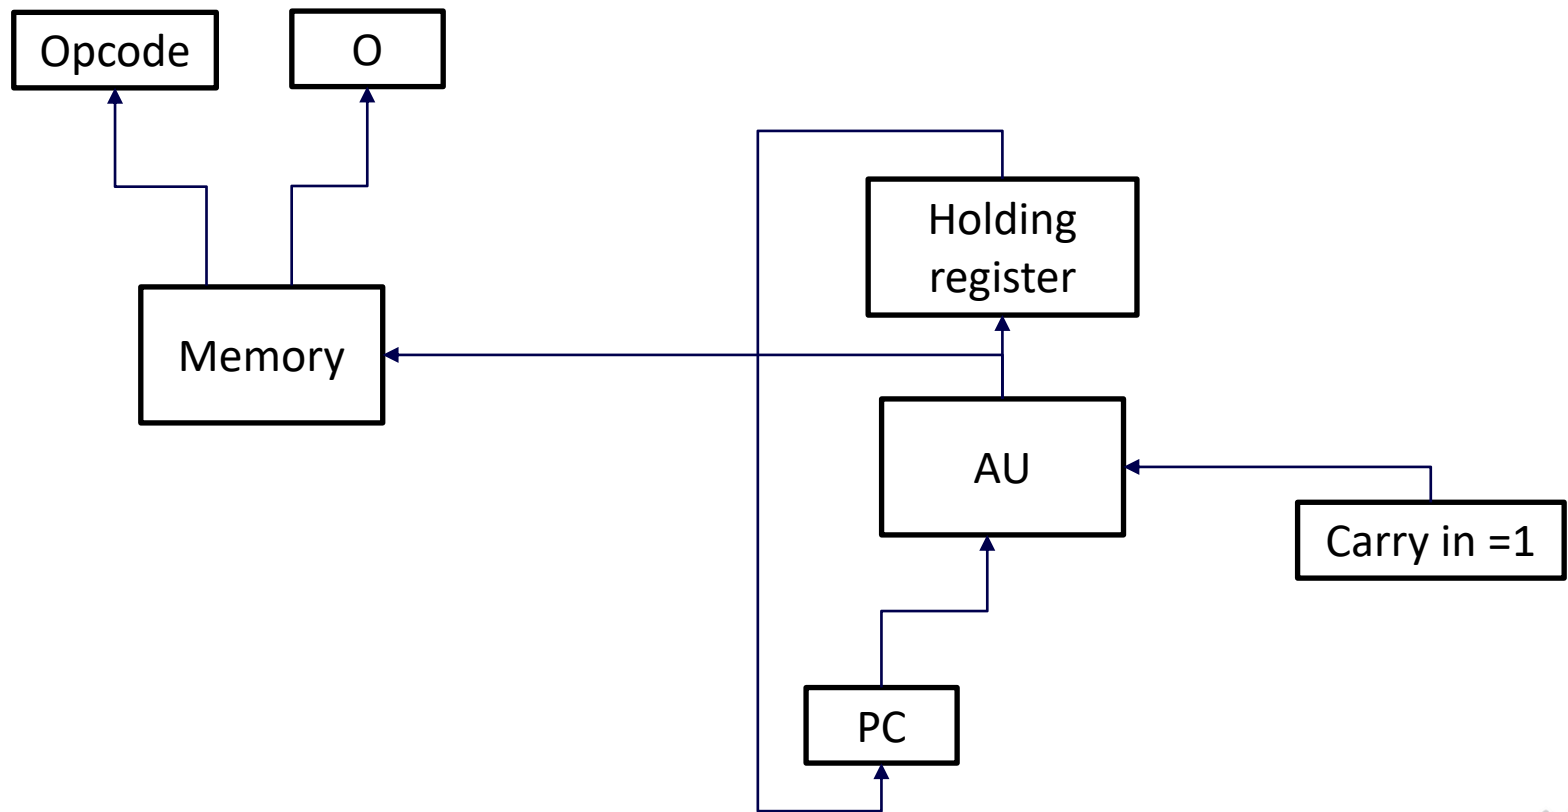 Opcode
O
Holding
register
Memory
AU
Carry in =1
PC